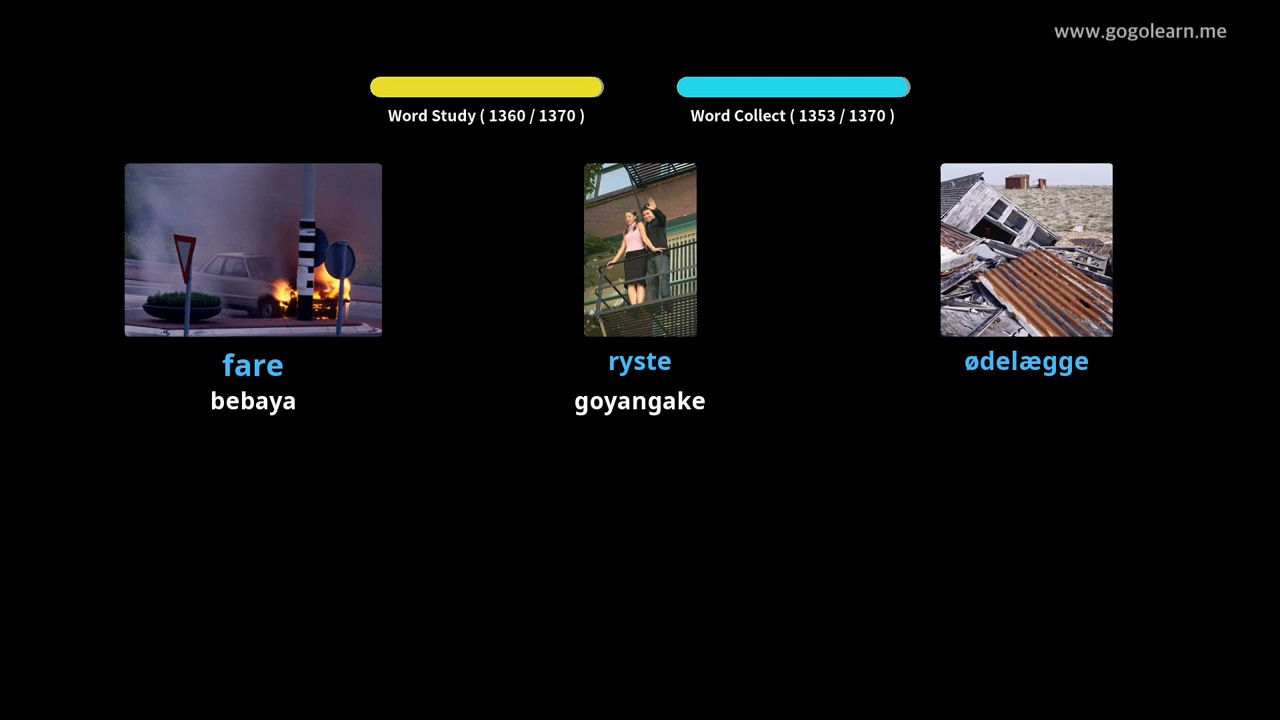 www.gogolearn.me
Word Study ( 1360 / 1370 )
Word Collect ( 1353 / 1370 )
fare
bebaya
ryste
goyangake
ødelægge